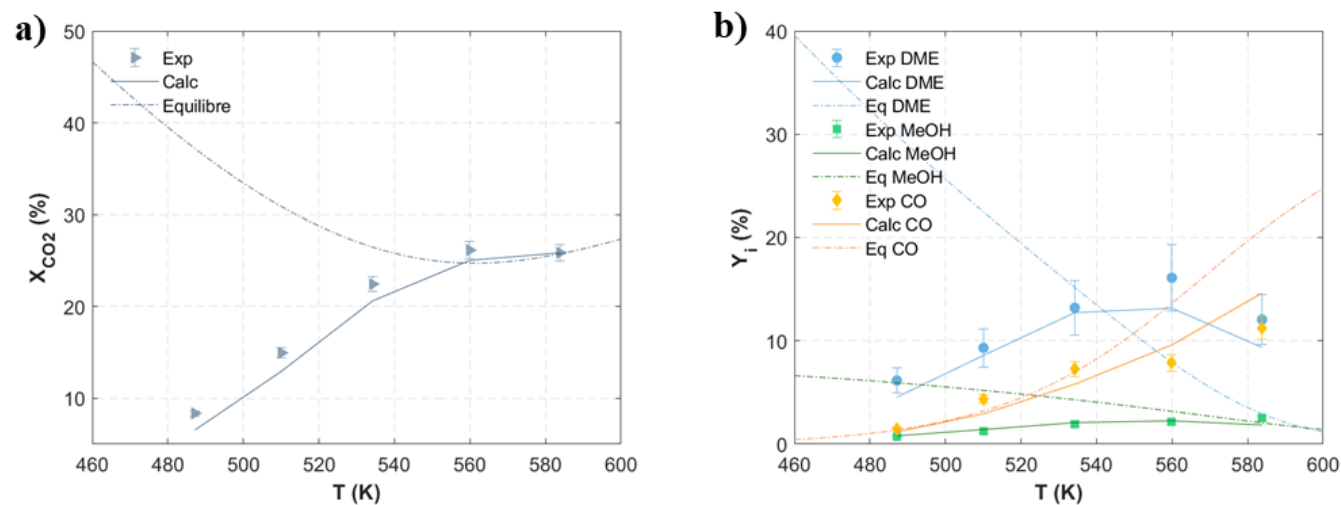 a)
50
40
30
20
10
X_CO2 (%)
Exp
Calc
Equilibre
460 480 500 520 540 560 580 600
T (K)
b)
40
30
20
10
0
Y_i (%)
Exp DME
Calc DME
Eq DME
Exp MeOH
Calc MeOH
Eq MeOH
Exp CO
Calc CO
Eq CO
460 480 500 520 540 560 580 600
T (K)